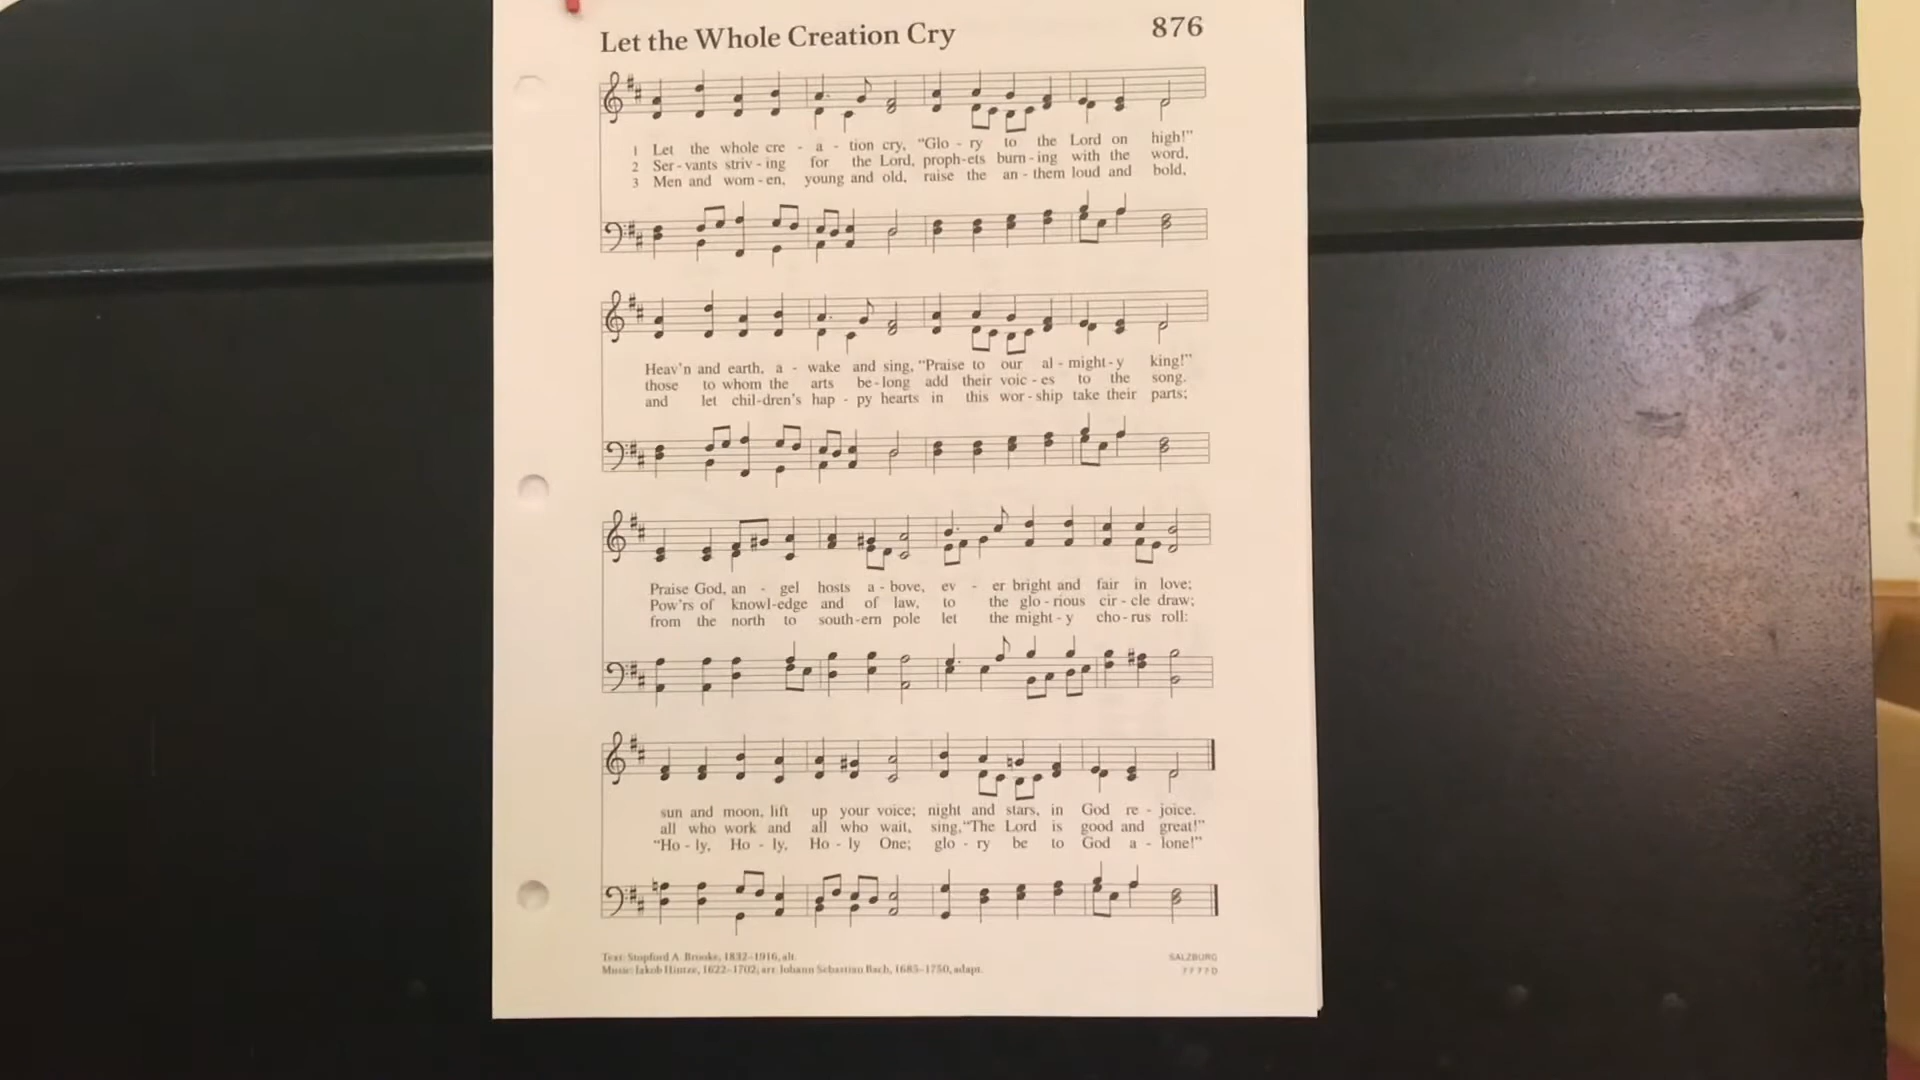 Let the Whole Creation Cry 876
1 Let the whole cre - a - tion cry, “Glo - ry to the Lord on high!”
2 Ser - vants striv - ing for the Lord, proph - ets burn - ing with the word,
3 Men and wom - en, young and old, raise the an - them loud and bold,
Heav’n and earth, a - wake and sing, “Praise to our al - might - y king!”
those to whom the arts be - long add their voic - es to the song.
and let chil - dren’s hap - py hearts in this wor - ship take their parts;
Praise God, an - gel hosts a - bove, ev - er bright and fair in love;
Pow’rs of knowl - edge and of law, to the glo - rious cir - cle draw;
from the north to south - ern pole let the might - y cho - rus roll:
sun and moon, lift up your voice; night and stars, in God re - joice.
all who work and all who wait, sing, “The Lord is good and great!”
“Ho - ly, Ho - ly, Ho - ly One; glo - ry be to God a - lone!”
Text: Stopford A. Brooke, 1832–1916, alt. SALZBURG
Music: Jakob Hintze, 1622–1702; arr. Johann Sebastian Bach, 1685–1750, adapt. 7 7 7 7 D